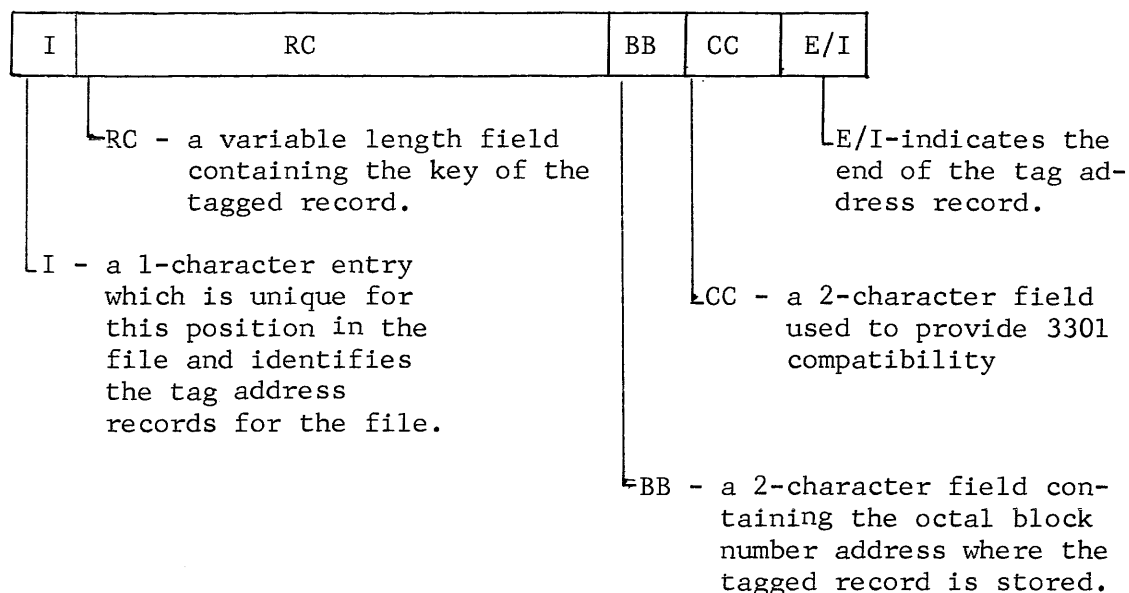 I RC BB CC E/I
RC - a variable length field
containing the key of the
tagged record.
E/I-indicates the
end of the tag ad-
dress record.
I - a 1-character entry
which is unique for
this position in the
file and identifies
the tag address
records for the file.
CC - a 2-character field
used to provide 3301
compatibility
BB - a 2-character field con-
taining the octal block
number address where the
tagged record is stored.